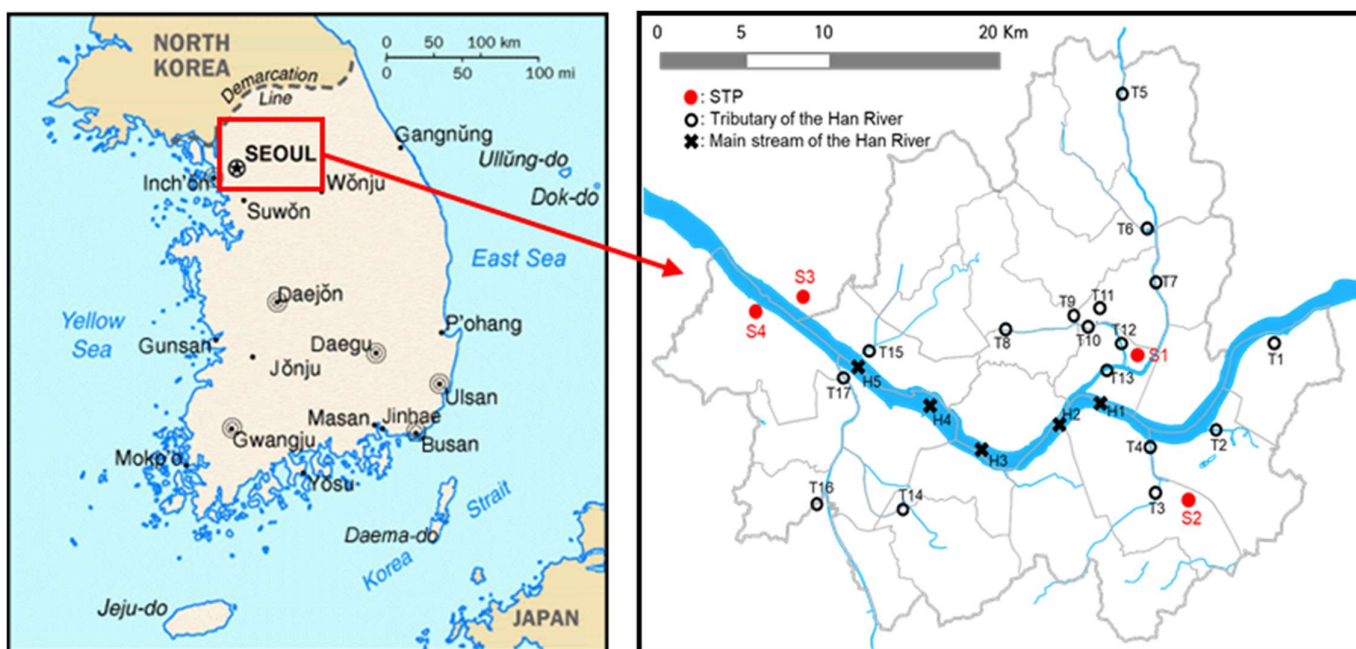 NORTH
KOREA
0 50 100 km
0 50 100 mi
Demarcation
Line
SEOUL
Gangnŭng
Ullŭng-do
Dok-do
Inch'ŏn
Wŏnju
Suwŏn
East Sea
Daejŏn
Yellow
Sea
P'ohang
Gunsan
Daegu
Jŏnju
Ulsan
Masan
Jinhae
Gwangju
Busan
Mokp'o
Yŏsu
Korea Strait
Daema-do
Jeju-do
JAPAN
0 5 10 20 Km
: STP
: Tributary of the Han River
: Main stream of the Han River
T5
T6
S3
T7
S4
T9
T11
T10
T12
T8
T15
S1
T1
T13
H5
T17
H4
H2
H1
T2
H3
T4
T16
T14
T3
S2